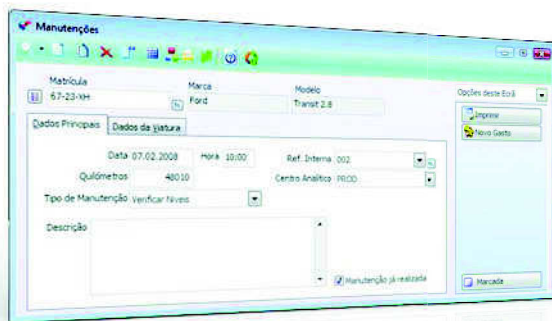 Manutenções
Matrícula Marca Modelo Opções deste Ecrã
67-23-XH Ford Transit 2.8
Imprimir
Novo Gasto
Dados Principais Dados da Viatura
Data 07.02.2008 Hora 10:00 Ref. Interna 002
Quilómetros 48010 Centro Analítico PROD
Tipo de Manutenção Verificar Níveis
Descrição
Manutenção já realizada
Marcada